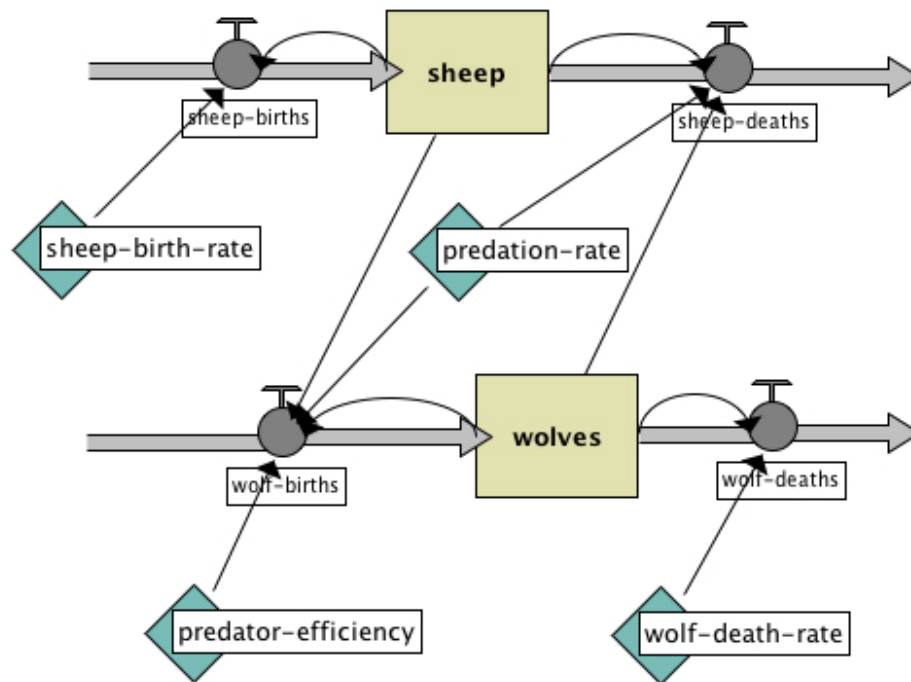 sheep
sheep-births
sheep-deaths
sheep-birth-rate
predation-rate
wolves
wolf-births
wolf-deaths
predator-efficiency
wolf-death-rate